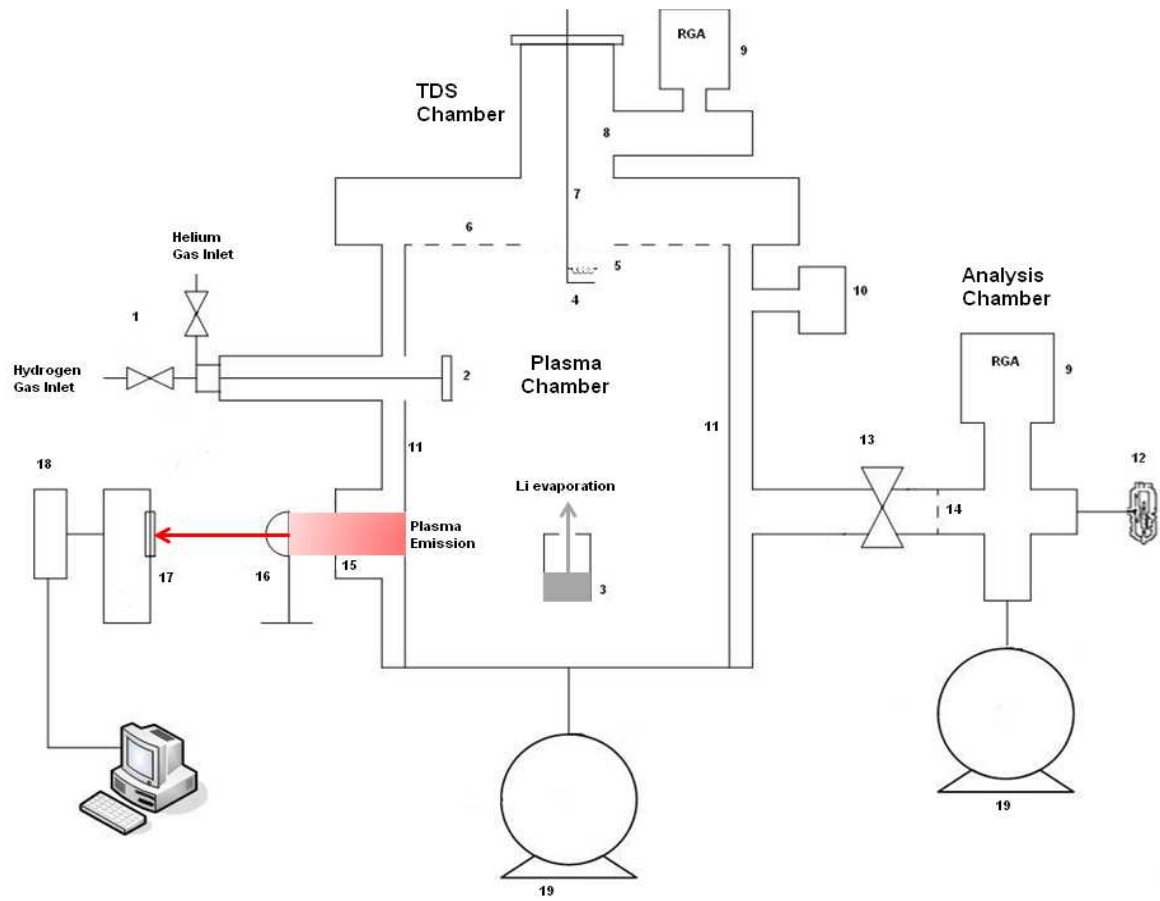 RGA
9
TDS
Chamber
8
7
6
Helium
Gas Inlet
5
4
10
Analysis
Chamber
1
Hydrogen
Gas Inlet
2
Plasma
Chamber
RGA
9
11
11
13
18
12
Li evaporation
Plasma
Emission
14
17
16
15
3
19
19